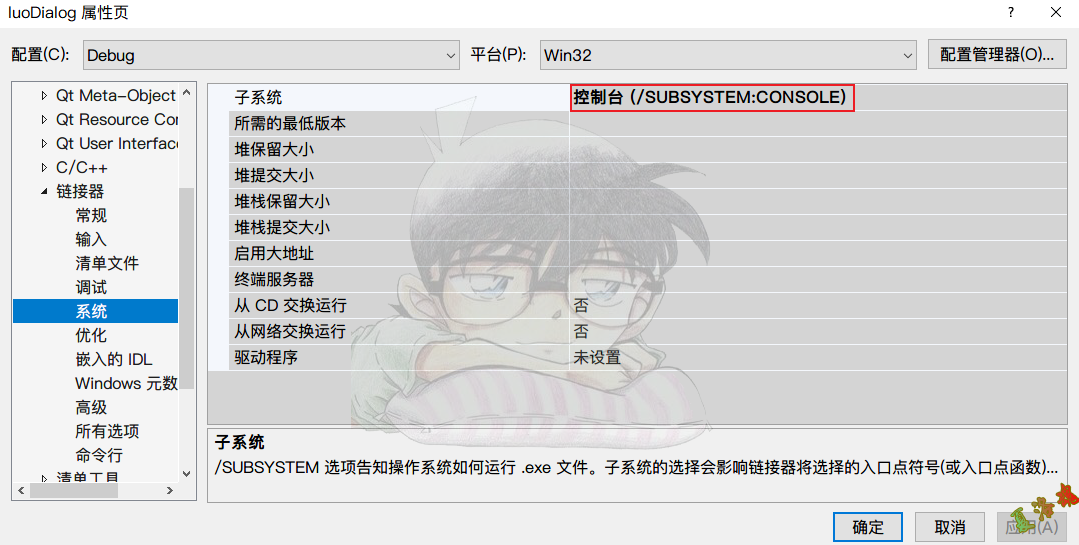 luoDialog 属性页
?
配置(C): Debug 平台(P): Win32 配置管理器(O)...
Qt Meta-Object
Qt Resource Cor
Qt User Interface
C/C++
链接器
常规
输入
清单文件
调试
系统
优化
嵌入的 IDL
Windows 元数
高级
所有选项
命令行
清单工具
子系统 控制台 (/SUBSYSTEM:CONSOLE)
所需的最低版本
堆保留大小
堆提交大小
堆栈保留大小
堆栈提交大小
启用大地址
终端服务器
从 CD 交换运行 否
从网络交换运行 否
驱动程序 未设置
子系统
/SUBSYSTEM 选项告知操作系统如何运行 .exe 文件。子系统的选择会影响链接器将选择的入口点符号(或入口点函数)...
确定 取消 应用(A)